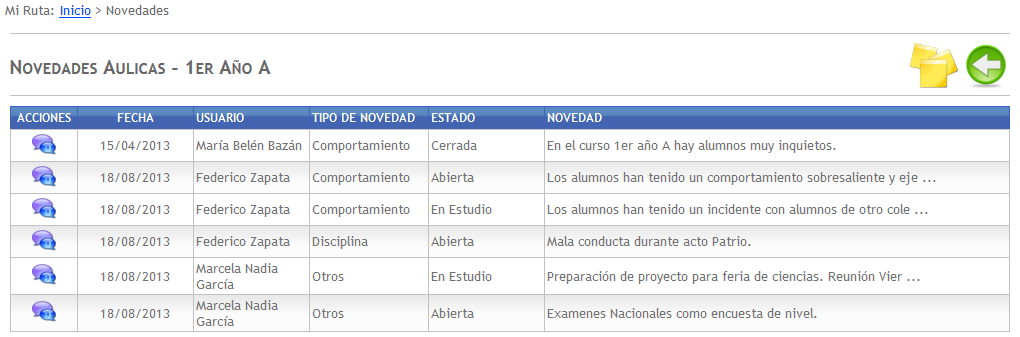 Mi Ruta: Inicio > Novedades
Novedades Aulicas - 1er Año A
ACCIONES FECHA USUARIO TIPO DE NOVEDAD ESTADO NOVEDAD
15/04/2013 María Belén Bazán Comportamiento Cerrada En el curso 1er año A hay alumnos muy inquietos.
18/08/2013 Federico Zapata Comportamiento Abierta Los alumnos han tenido un comportamiento sobresaliente y eje ...
18/08/2013 Federico Zapata Comportamiento En Estudio Los alumnos han tenido un incidente con alumnos de otro cole ...
18/08/2013 Federico Zapata Disciplina Abierta Mala conducta durante acto Patrio.
18/08/2013 Marcela Nadia García Otros En Estudio Preparación de proyecto para feria de ciencias. Reunión Vier ...
18/08/2013 Marcela Nadia García Otros Abierta Examenes Nacionales como encuesta de nivel.